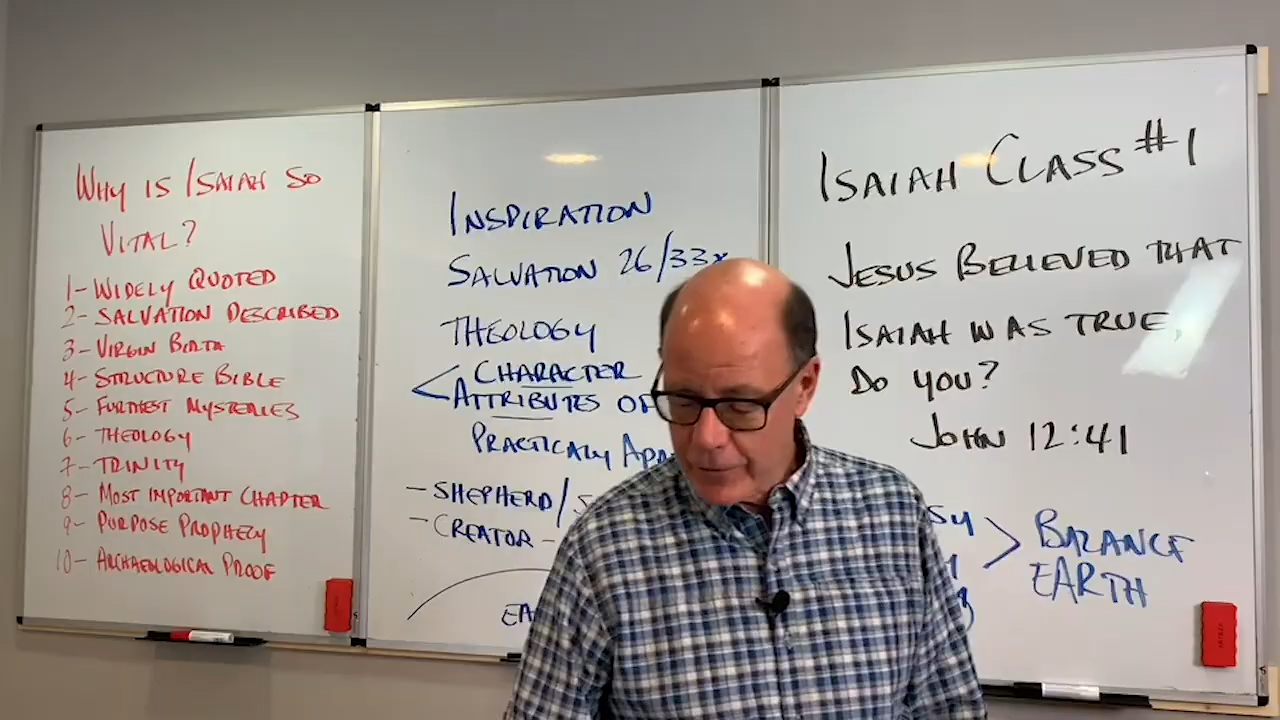 WHY IS ISAIAH SO
VITAL?
1- WIDELY QUOTED
2- SALVATION DESCRIBED
3- VIRGIN BIRTH
4- STRUCTURE BIBLE
5- FURTHEST MYSTERIES
6- THEOLOGY
7- TRINITY
8- MOST IMPORTANT CHAPTER
9- PURPOSE PROPHECY
10- ARCHAEOLOGICAL PROOF
INSPIRATION
SALVATION 26/33x
THEOLOGY
< CHARACTER
ATTRIBUTES OF
PRACTICALLY
- SHEPHERD/
- CREATOR -
ISAIAH CLASS #1
JESUS BELIEVED THAT
ISAIAH WAS TRUE,
DO YOU?
JOHN 12:41
> BALANCE
EARTH